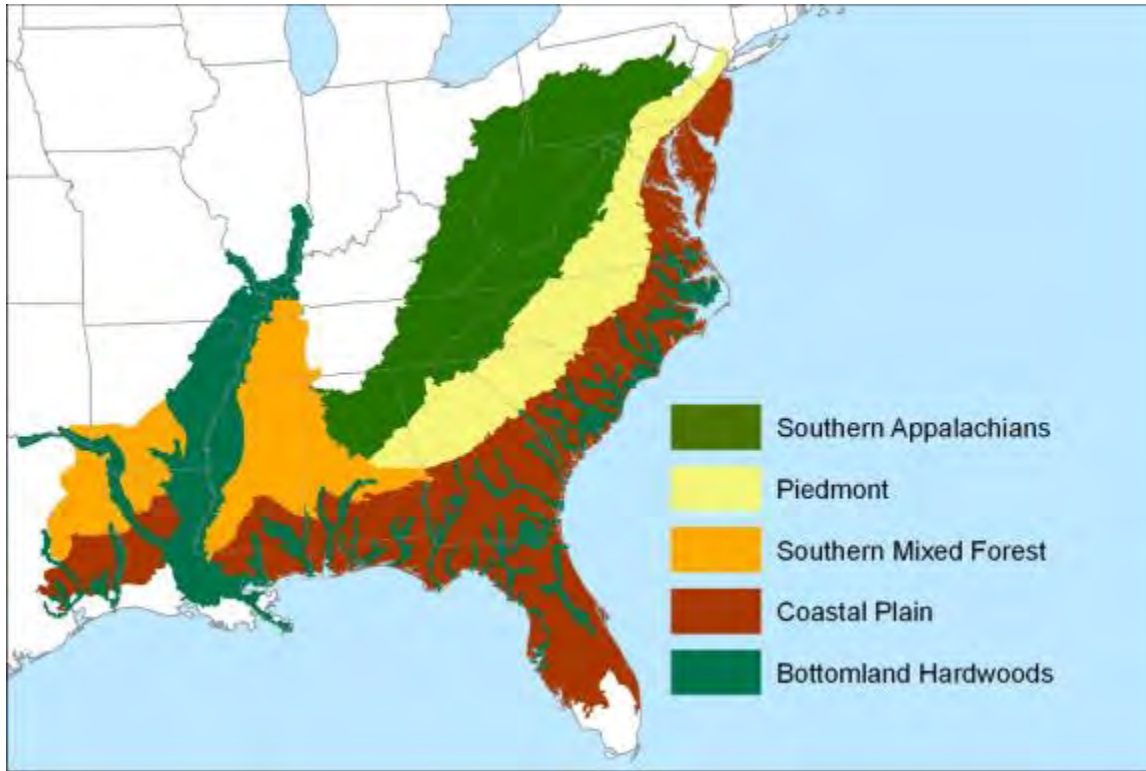 Southern Appalachians
Piedmont
Southern Mixed Forest
Coastal Plain
Bottomland Hardwoods